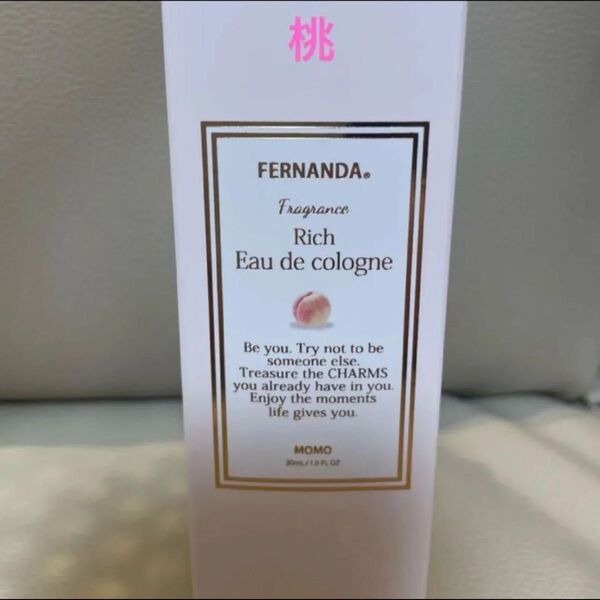 桃
FERNANDA®
Fragrance
Rich
Eau de cologne
Be you. Try not to be
someone else.
Treasure the CHARMS
you already have in you.
Enjoy the moments
life gives you.
MOMO
30mL / 1.0 FL OZ